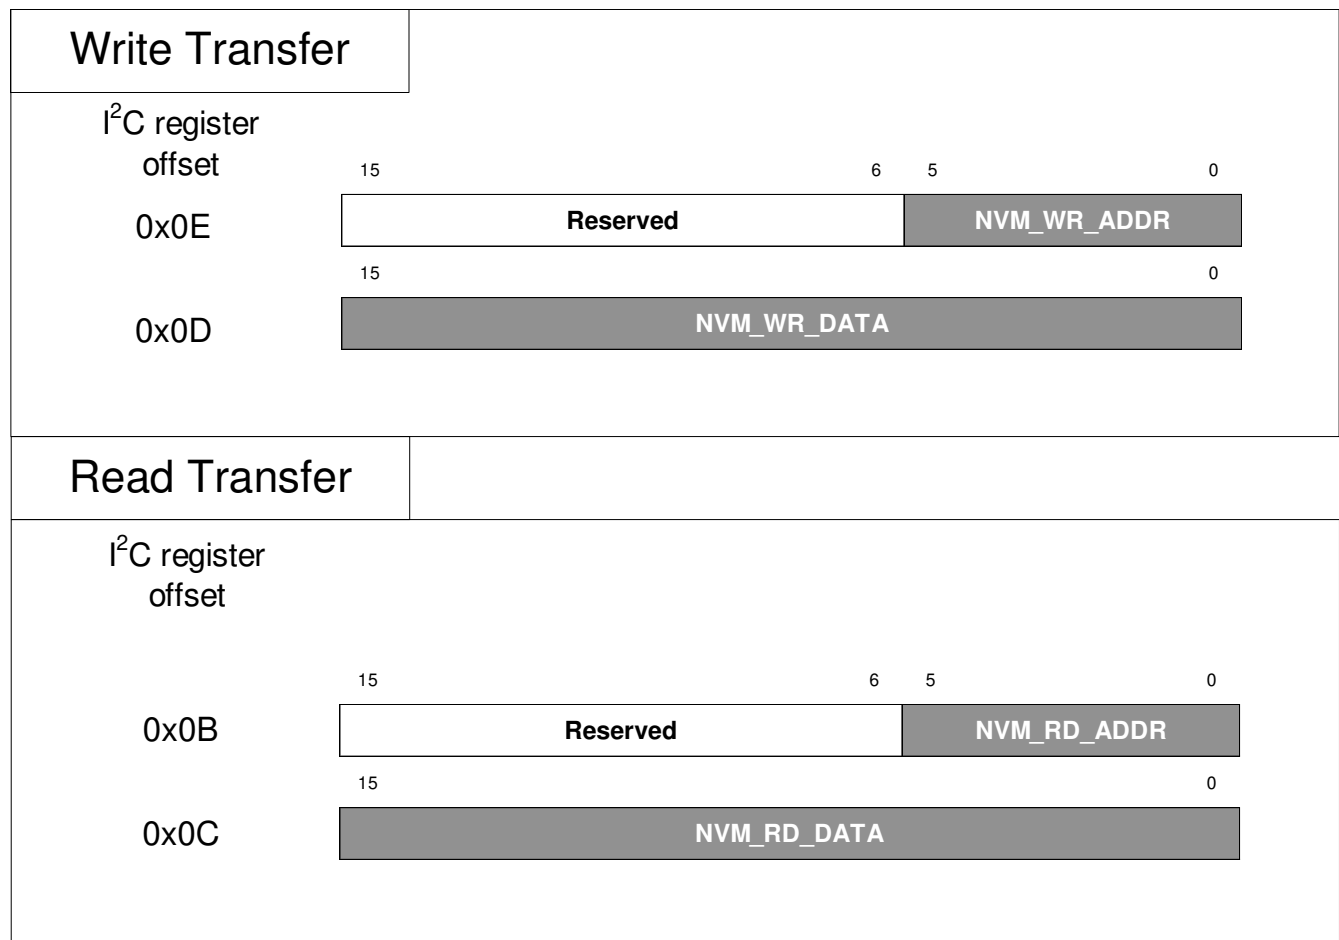 Write Transfer
I²C register
offset
15 6 5 0
0x0E Reserved NVM_WR_ADDR
15 0
0x0D NVM_WR_DATA
Read Transfer
I²C register
offset
15 6 5 0
0x0B Reserved NVM_RD_ADDR
15 0
0x0C NVM_RD_DATA